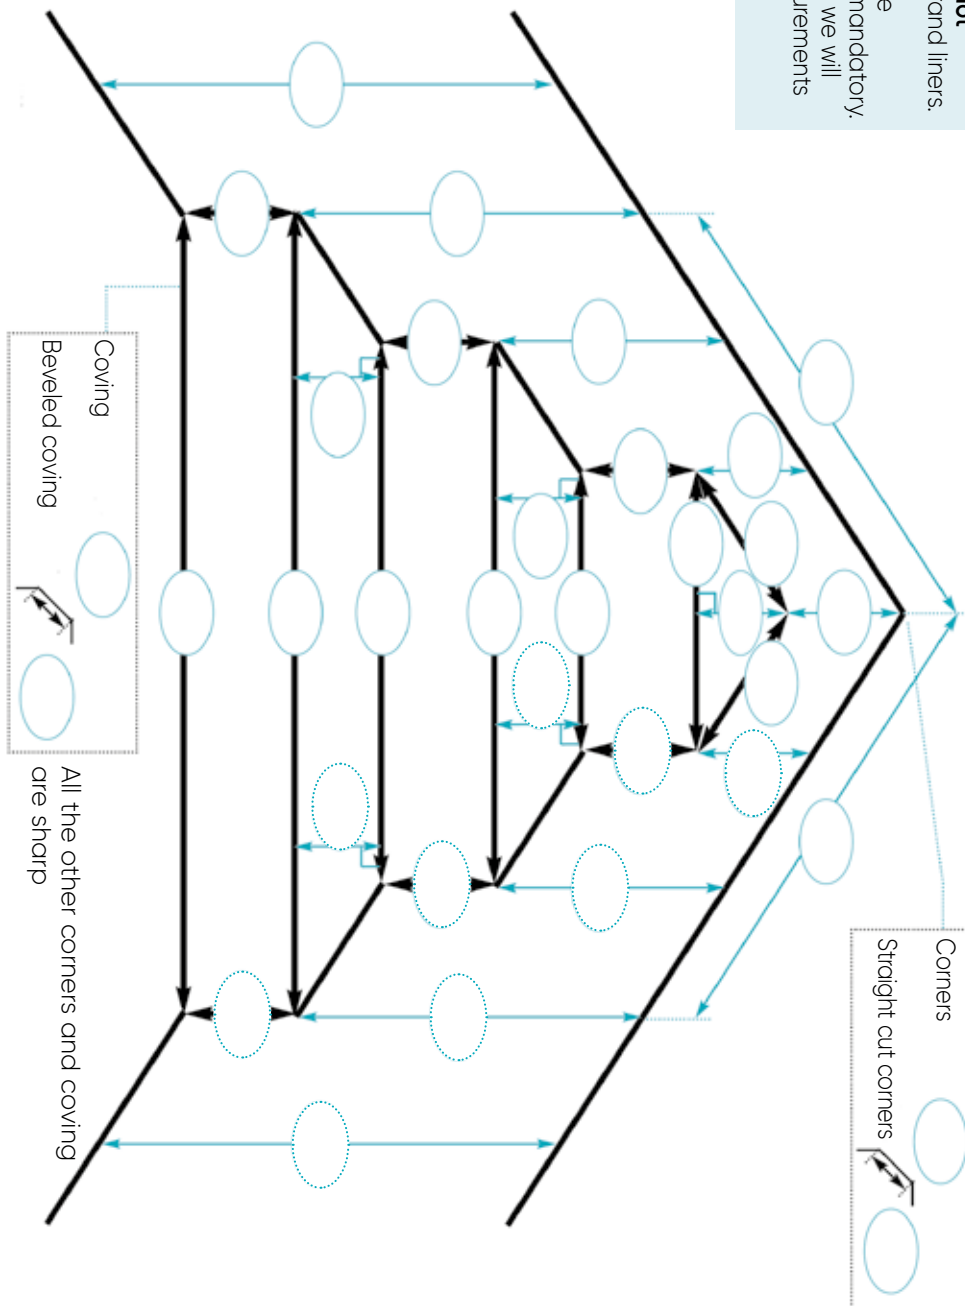 and liners.
mandatory.
we will
Corners
Straight cut corners
Coving
Beveled coving
All the other corners and coving
are sharp